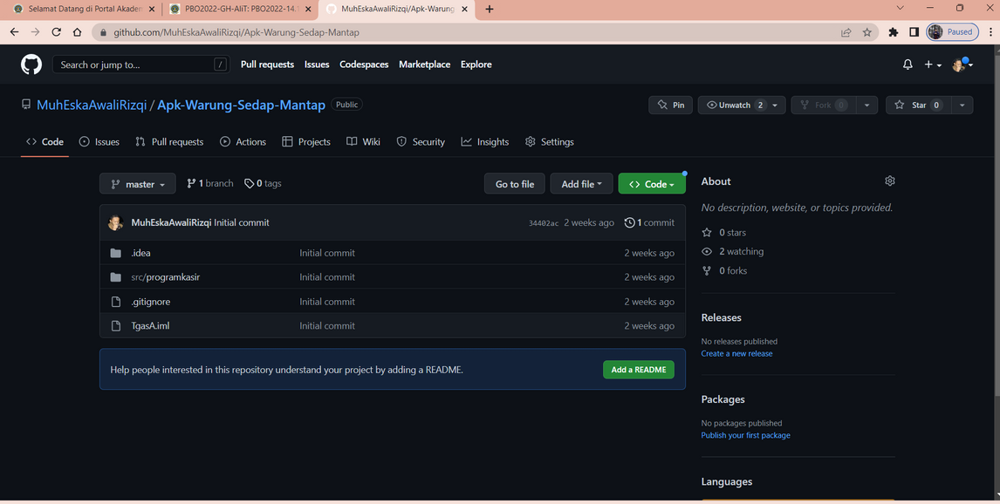 Selamat Datang di Portal Akaden
PBO2022-GH-AliT: PBO2022-14.1
MuhEskaAwaliRizqi/Apk-Warung
github.com/MuhEskaAwaliRizqi/Apk-Warung-Sedap-Mantap
Paused
Search or jump to...
/
Pull requests
Issues
Codespaces
Marketplace
Explore
MuhEskaAwaliRizqi / Apk-Warung-Sedap-Mantap
Public
Pin
Unwatch 2
Fork 0
Star 0
Code
Issues
Pull requests
Actions
Projects
Wiki
Security
Insights
Settings
master
1 branch
0 tags
Go to file
Add file
Code
MuhEskaAwaliRizqi Initial commit
34402ac 2 weeks ago
1 commit
.idea
Initial commit
2 weeks ago
src/programkasir
Initial commit
2 weeks ago
.gitignore
Initial commit
2 weeks ago
TgasA.iml
Initial commit
2 weeks ago
Help people interested in this repository understand your project by adding a README.
Add a README
About
No description, website, or topics provided.
0 stars
2 watching
0 forks
Releases
No releases published
Create a new release
Packages
No packages published
Publish your first package
Languages